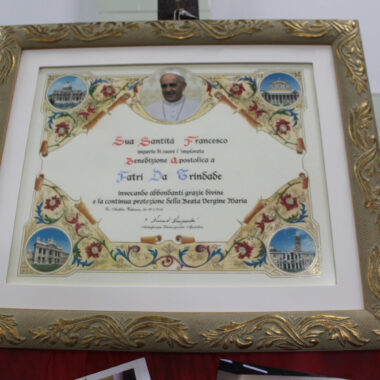 Sua Santità Francesco
imparte di cuore l'implorata
Benedizione Apostolica a
Fatri Da Trindade
invocando abbondanti grazie divine
e la continua protezione della Beata Vergine Maria